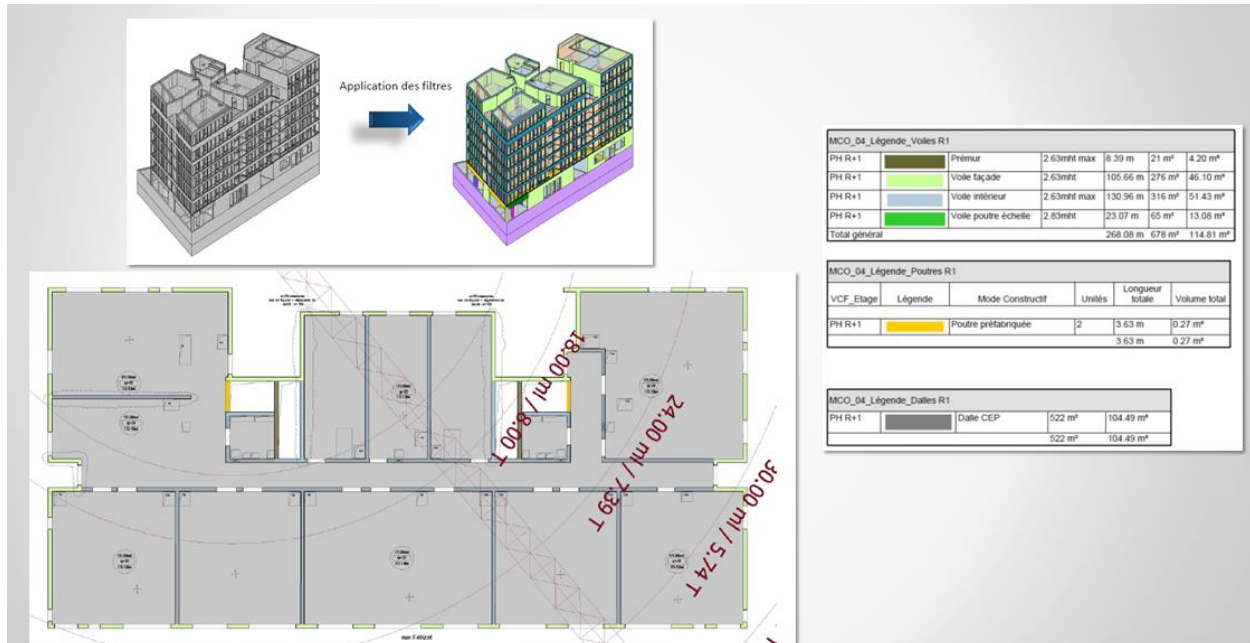 Application des filtres
MCO_04_Légende_Voiles R1
PH R+1 Prémur 2.63mht max 8.39 m 21 m² 4.20 m³
PH R+1 Voile façade 2.63mht 105.66 m 276 m² 46.10 m³
PH R+1 Voile intérieur 2.63mht max 130.96 m 316 m² 51.43 m³
PH R+1 Voile poutre échelle 2.83mht 23.07 m 65 m² 13.08 m³
Total général 268.08 m 678 m² 114.81 m³
MCO_04_Légende_Poutres R1
VCF_Etage Légende Mode Constructif Unités Longueur totale Volume total
PH R+1 Poutre préfabriquée 2 3.63 m 0.27 m³
3.63 m 0.27 m³
MCO_04_Légende_Dalles R1
PH R+1 Dalle CEP 522 m² 104.49 m³
522 m² 104.49 m³
18.00 ml / 8.00 T
24.00 ml / 7.39 T
30.00 ml / 5.74 T
rue Félizat